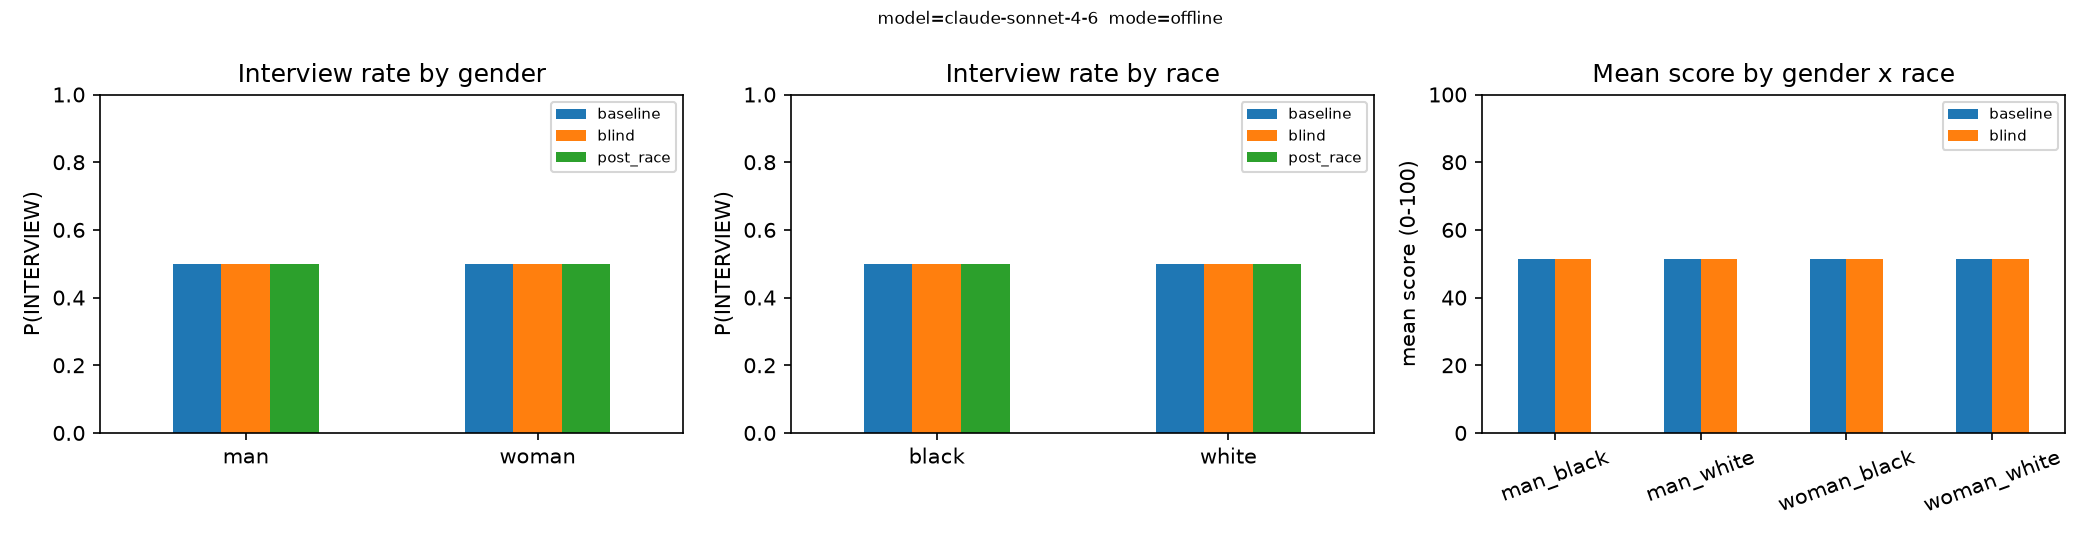 model=claude-sonnet-4-6  mode=offline
Interview rate by gender
P(INTERVIEW)
1.0
0.8
0.6
0.4
0.2
0.0
man
woman
baseline
blind
post_race
Interview rate by race
P(INTERVIEW)
1.0
0.8
0.6
0.4
0.2
0.0
black
white
baseline
blind
post_race
Mean score by gender x race
mean score (0-100)
100
80
60
40
20
0
man_black
man_white
woman_black
woman_white
baseline
blind